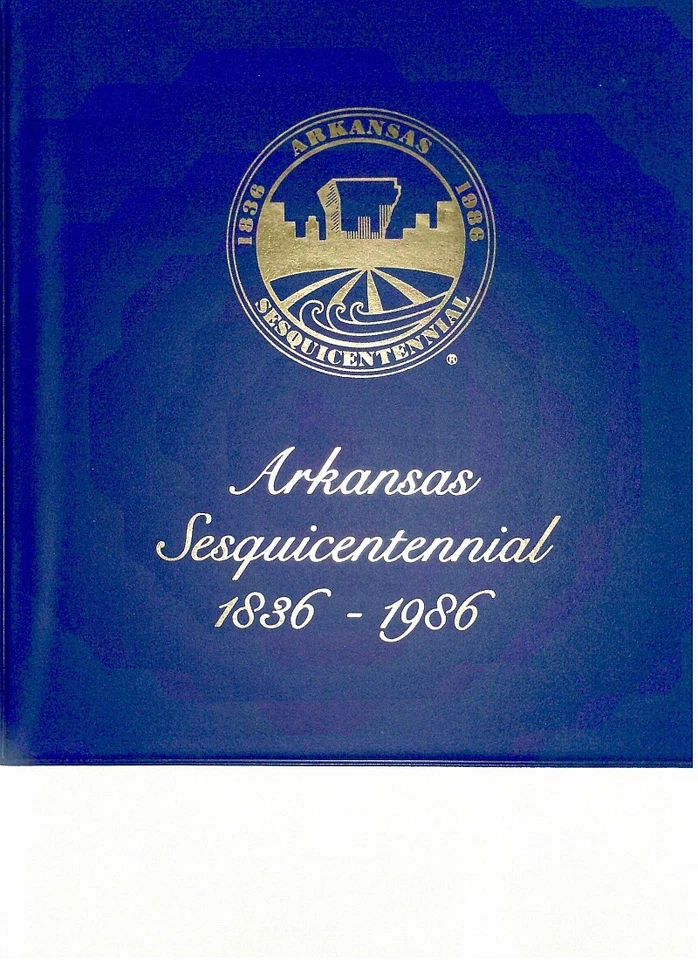 ARKANSAS
1836
1986
SESQUICENTENNIAL
®
Arkansas
Sesquicentennial
1836 - 1986